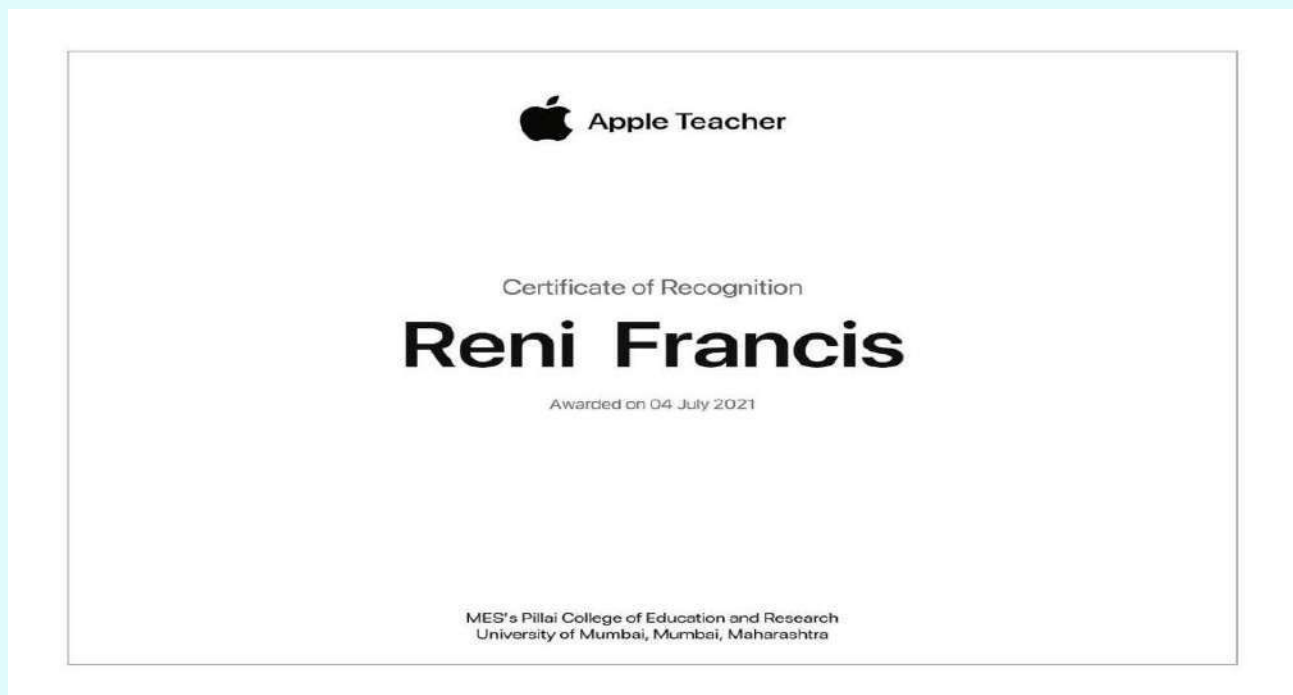 Apple Teacher
Certificate of Recognition
Reni Francis
Awarded on 04 July 2021
MES's Pillai College of Education and Research
University of Mumbai, Mumbai, Maharashtra